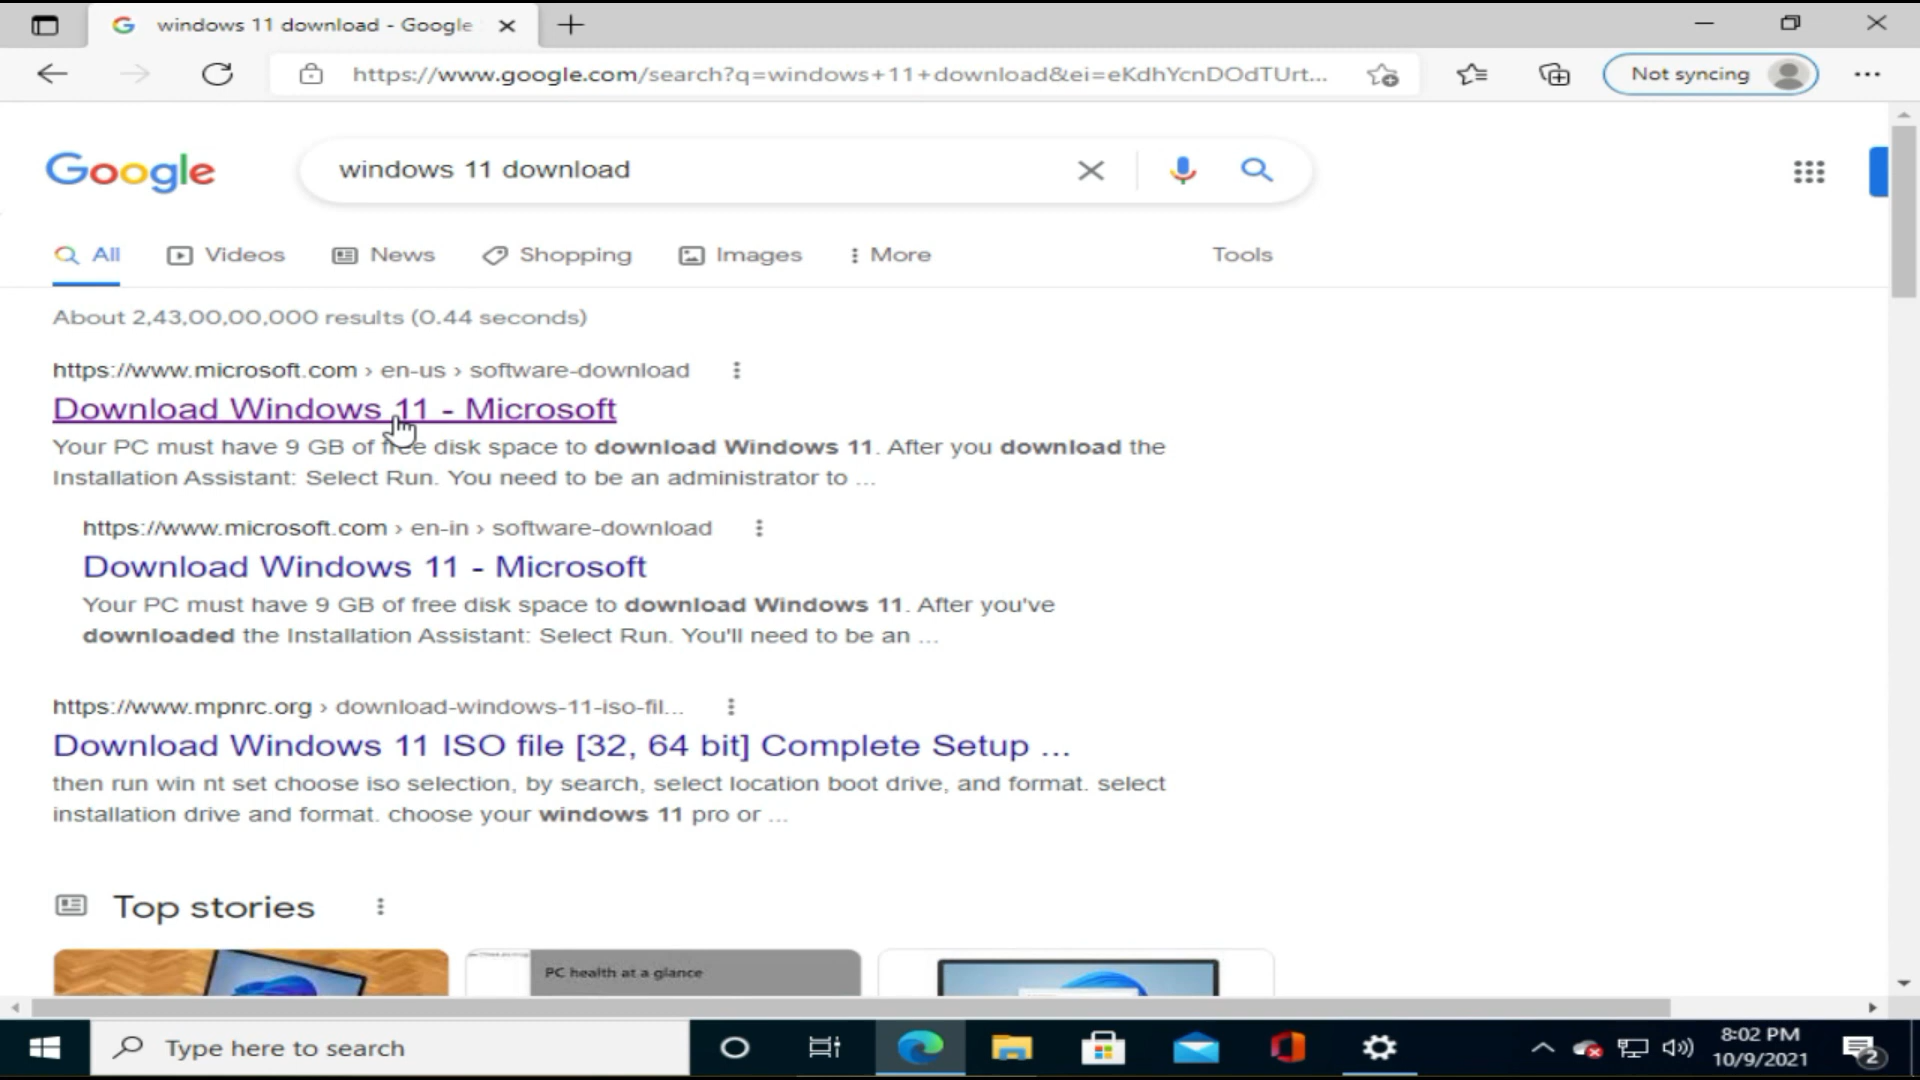 windows 11 download - Google
https://www.google.com/search?q=windows+11+download&ei=eKdhYcnDOdTUrt...
Not syncing
Google
windows 11 download
All
Videos
News
Shopping
Images
More
Tools
About 2,43,00,00,000 results (0.44 seconds)
https://www.microsoft.com › en-us › software-download
Download Windows 11 - Microsoft
Your PC must have 9 GB of free disk space to download Windows 11. After you download the
Installation Assistant: Select Run. You need to be an administrator to ...
https://www.microsoft.com › en-in › software-download
Download Windows 11 - Microsoft
Your PC must have 9 GB of free disk space to download Windows 11. After you've
downloaded the Installation Assistant: Select Run. You'll need to be an ...
https://www.mpnrc.org › download-windows-11-iso-fil...
Download Windows 11 ISO file [32, 64 bit] Complete Setup ...
then run win nt set choose iso selection, by search, select location boot drive, and format. select
installation drive and format. choose your windows 11 pro or ...
Top stories
PC health at a glance
Type here to search
8:02 PM
10/9/2021
2